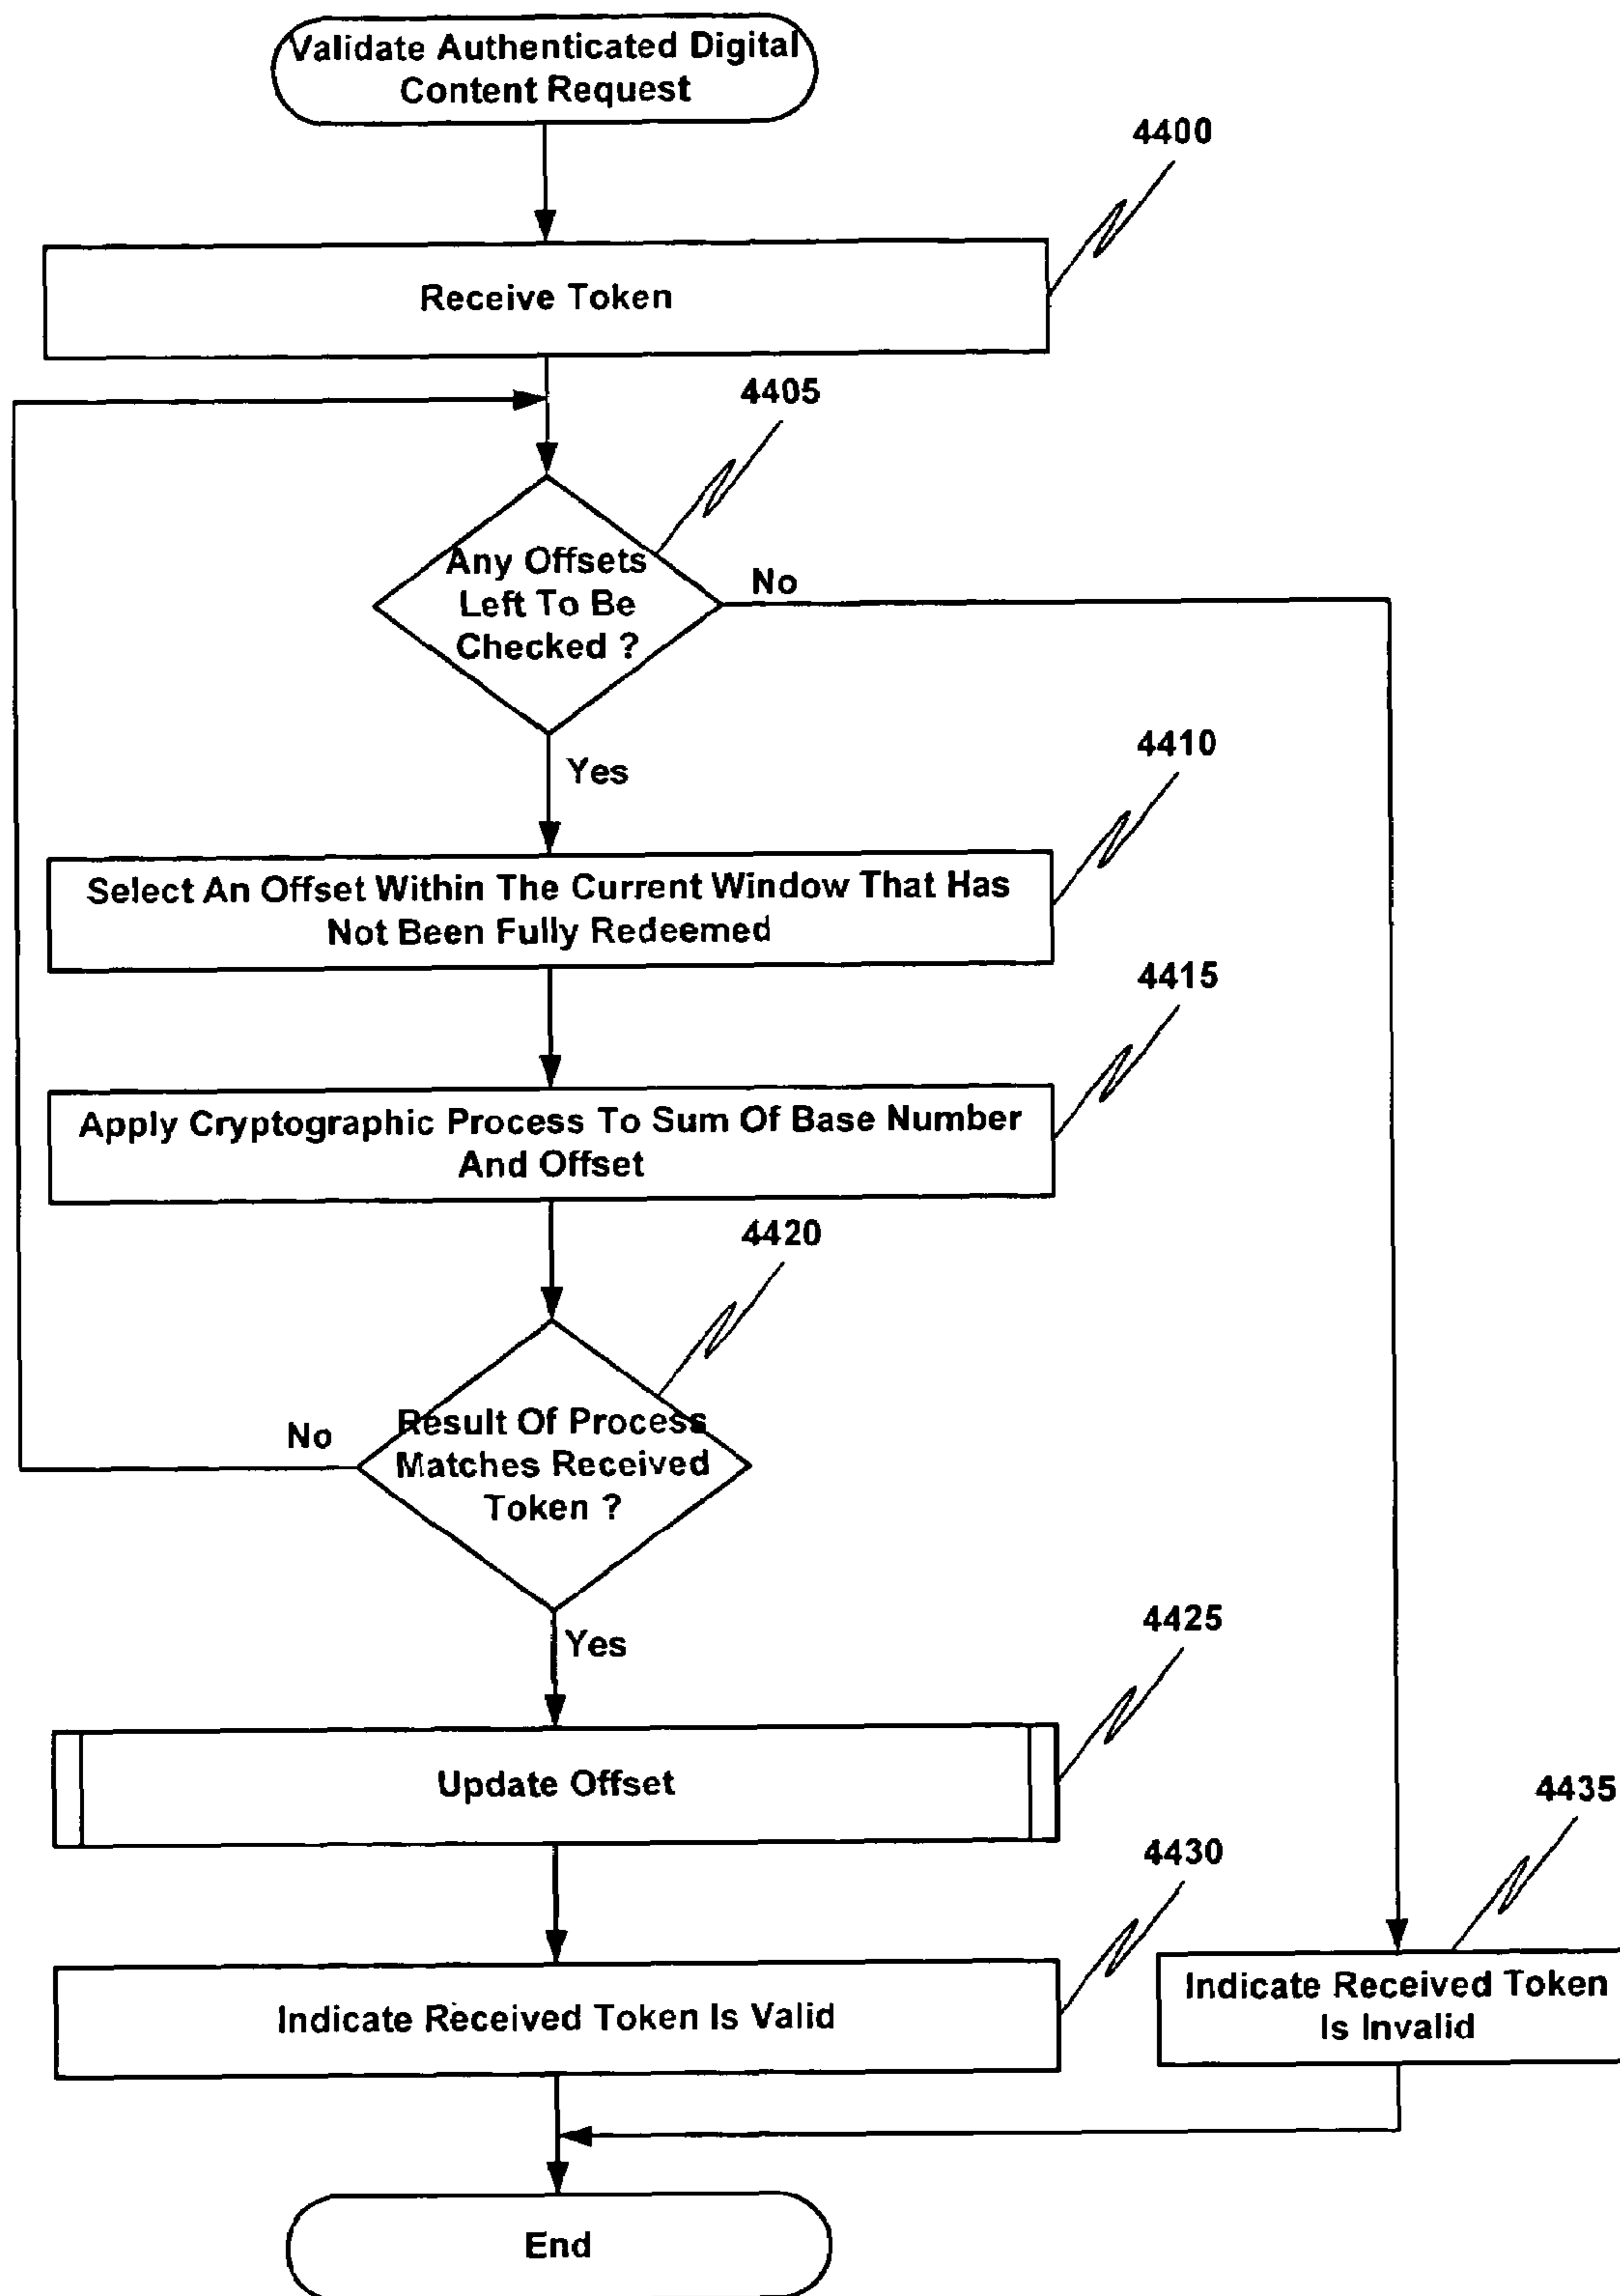 Validate Authenticated Digital
Content Request
4400
Receive Token
4405
Any Offsets
Left To Be
Checked ?
No
Yes
4410
Select An Offset Within The Current Window That Has
Not Been Fully Redeemed
4415
Apply Cryptographic Process To Sum Of Base Number
And Offset
4420
Result Of Process
Matches Received
Token ?
No
Yes
4425
Update Offset
4435
4430
Indicate Received Token Is Valid
Indicate Received Token
Is Invalid
End